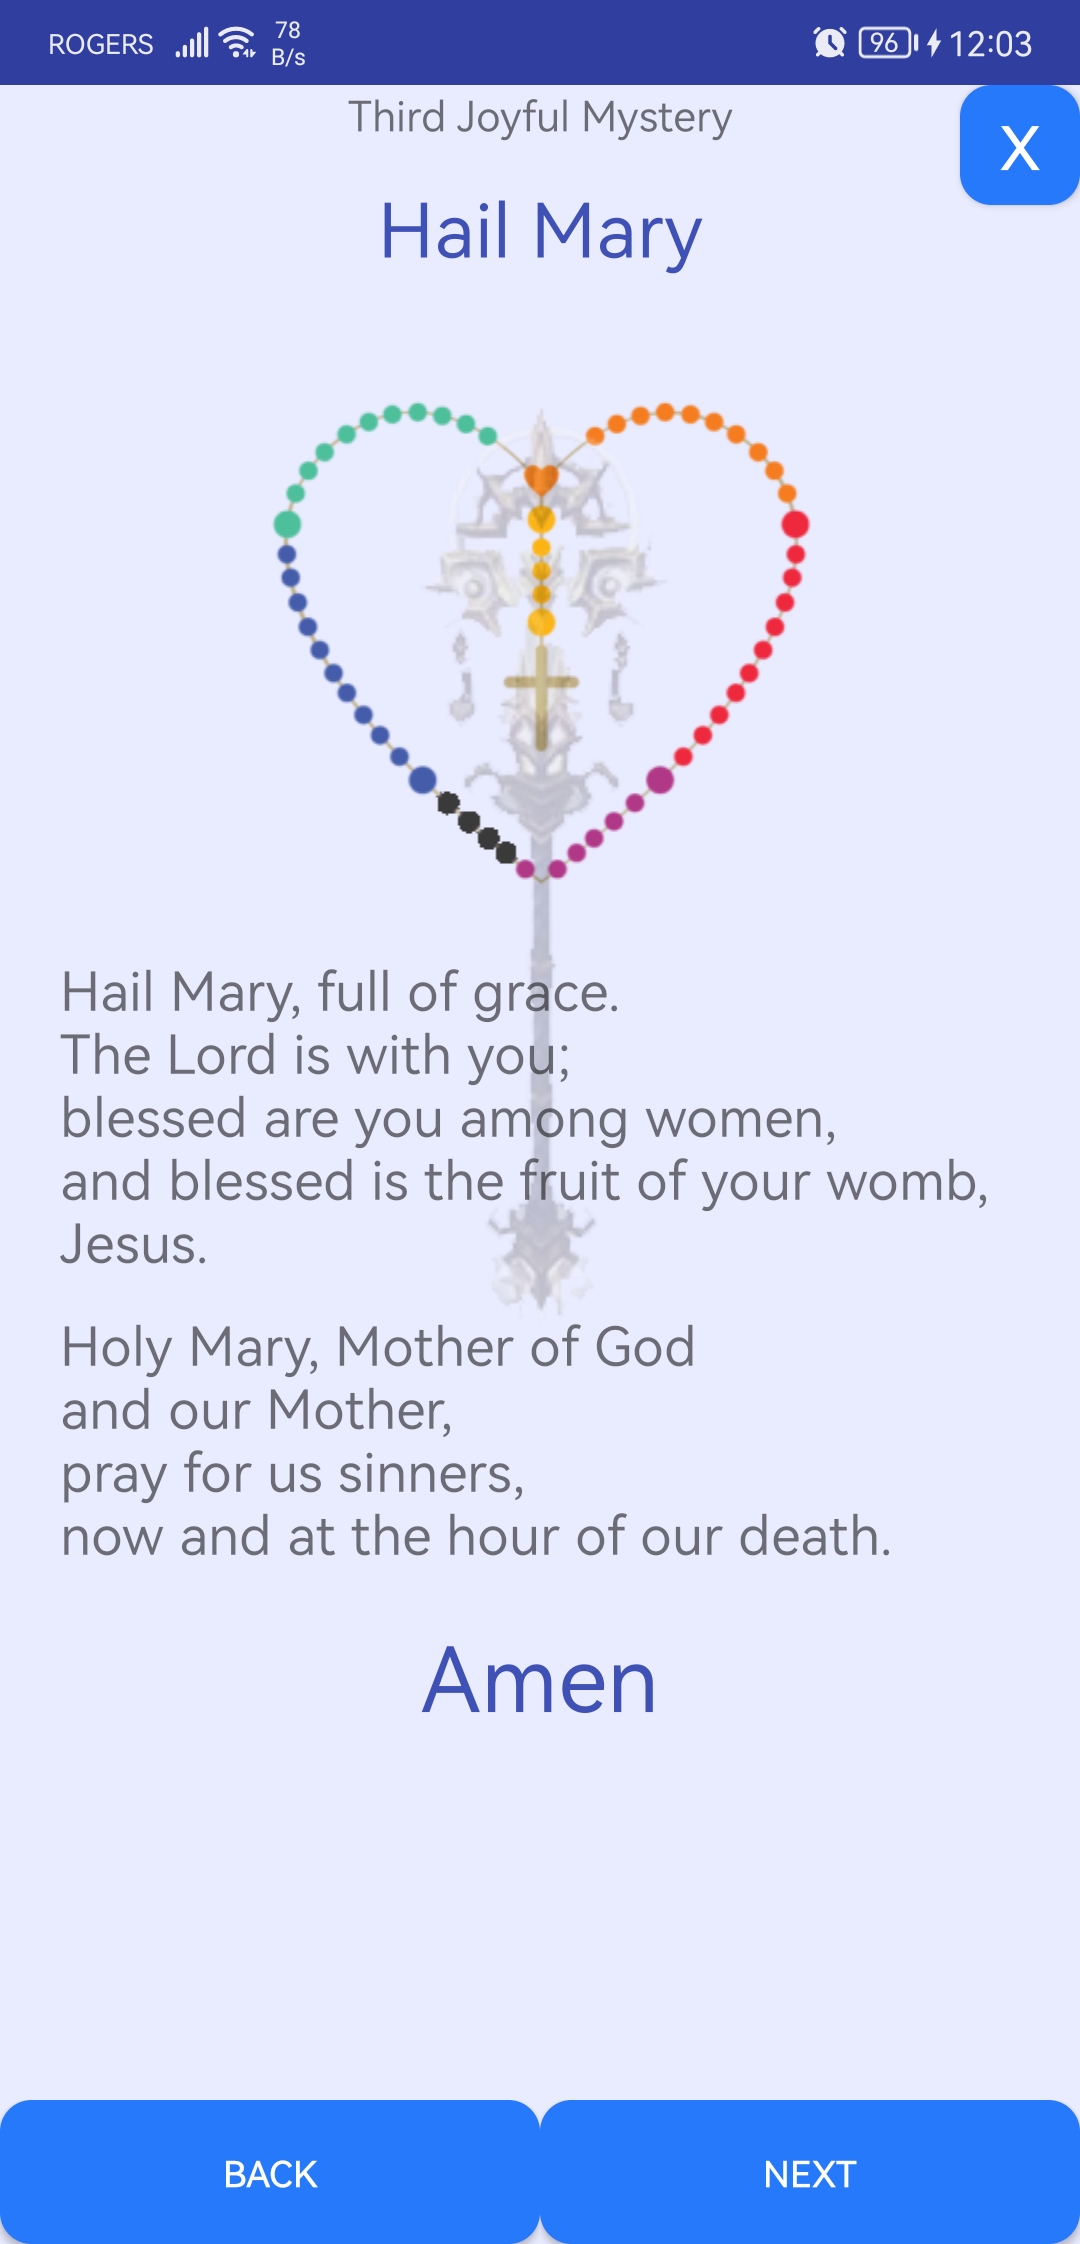 ROGERS 78 B/s 96 12:03
Third Joyful Mystery
X
Hail Mary
Hail Mary, full of grace.
The Lord is with you;
blessed are you among women,
and blessed is the fruit of your womb,
Jesus.
Holy Mary, Mother of God
and our Mother,
pray for us sinners,
now and at the hour of our death.
Amen
BACK NEXT